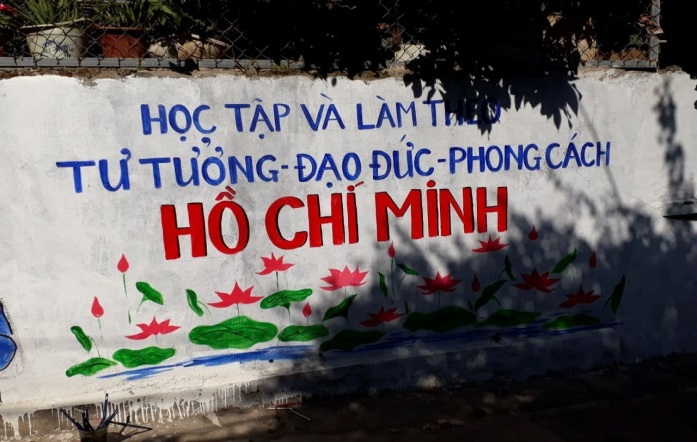 HỌC TẬP VÀ LÀM THEO
TƯ TƯỞNG-ĐẠO ĐỨC-PHONG CÁCH
HỒ CHÍ MINH